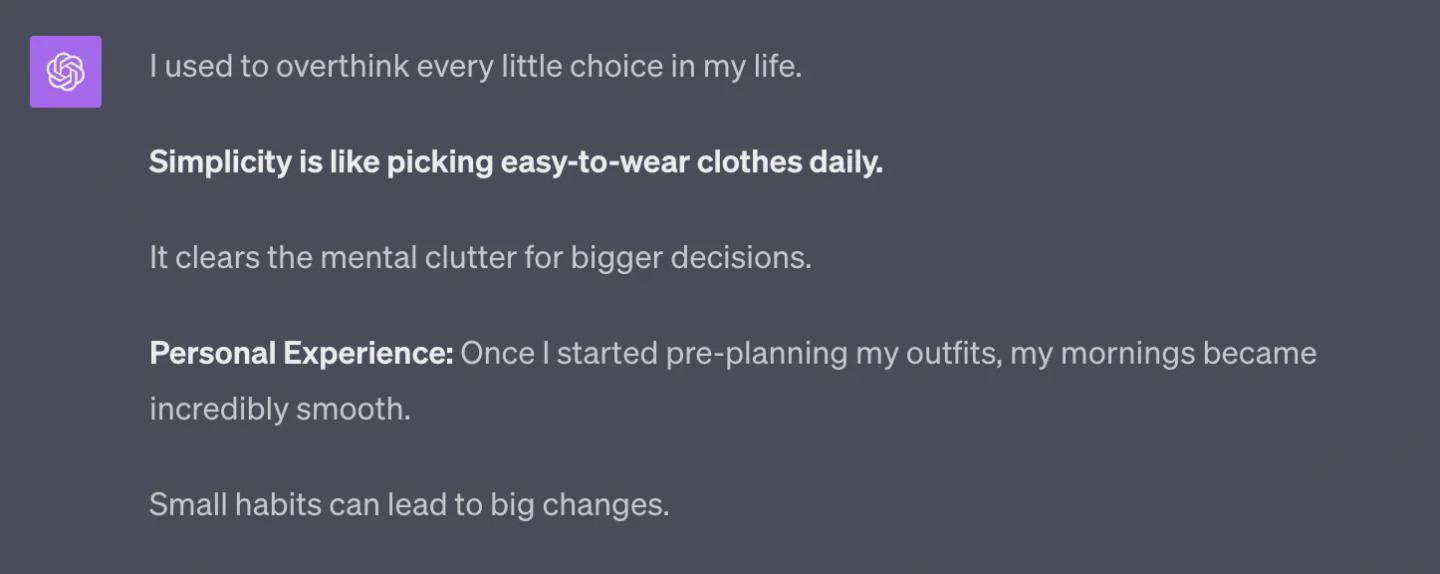 I used to overthink every little choice in my life.
Simplicity is like picking easy-to-wear clothes daily.
It clears the mental clutter for bigger decisions.
Personal Experience: Once I started pre-planning my outfits, my mornings became
incredibly smooth.
Small habits can lead to big changes.